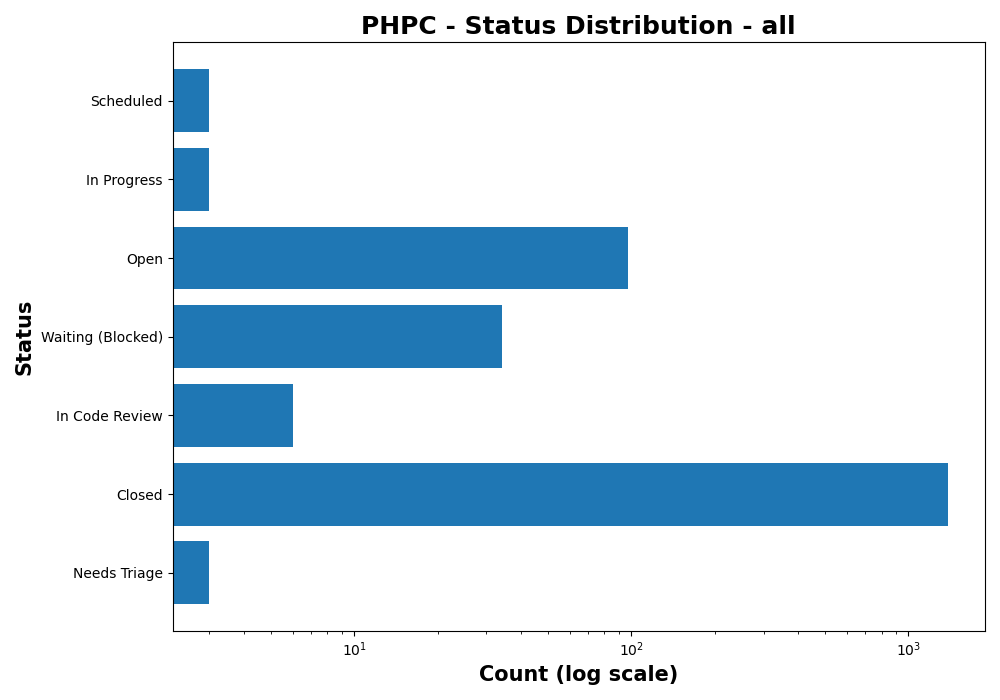 PHPC - Status Distribution - all
Scheduled
In Progress
Open
Waiting (Blocked)
In Code Review
Closed
Needs Triage
Status
10¹
10²
10³
Count (log scale)